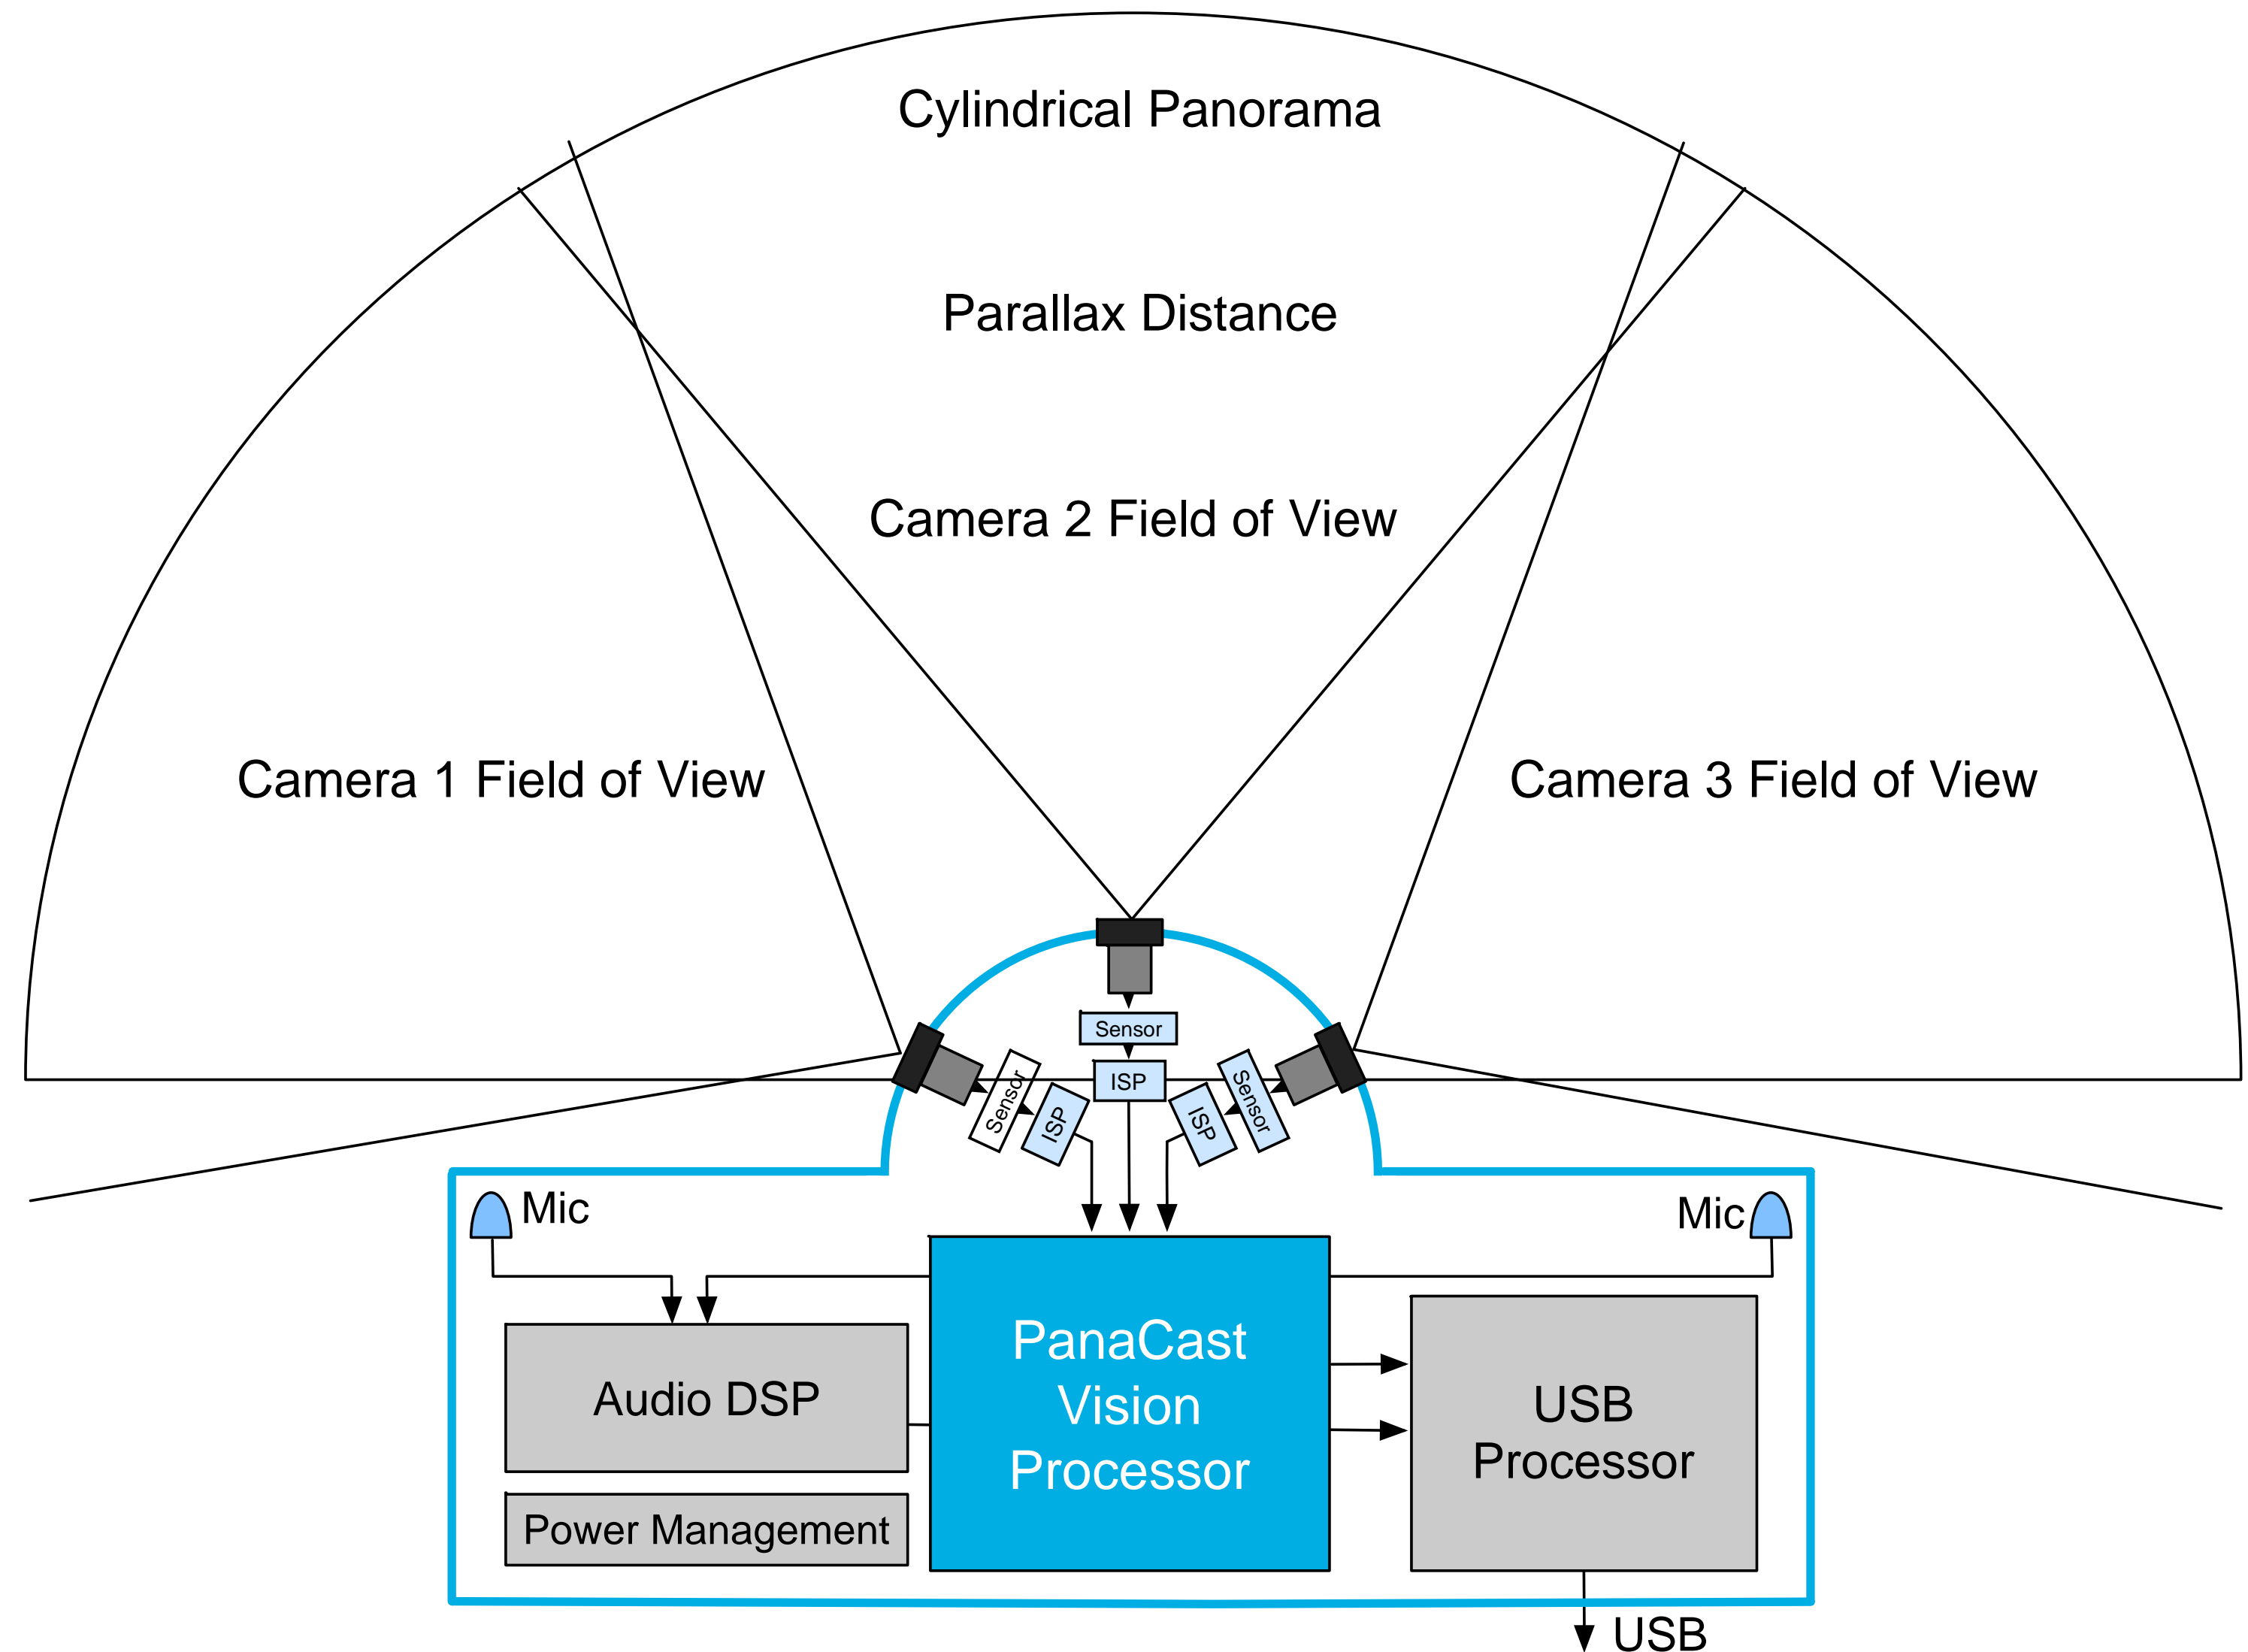 Cylindrical Panorama
Parallax Distance
Camera 2 Field of View
Camera 1 Field of View
Camera 3 Field of View
Sensor
ISP
Sensor
ISP
ISP
Sensor
Mic
Mic
PanaCast
Vision
Processor
Audio DSP
USB
Processor
Power Management
USB